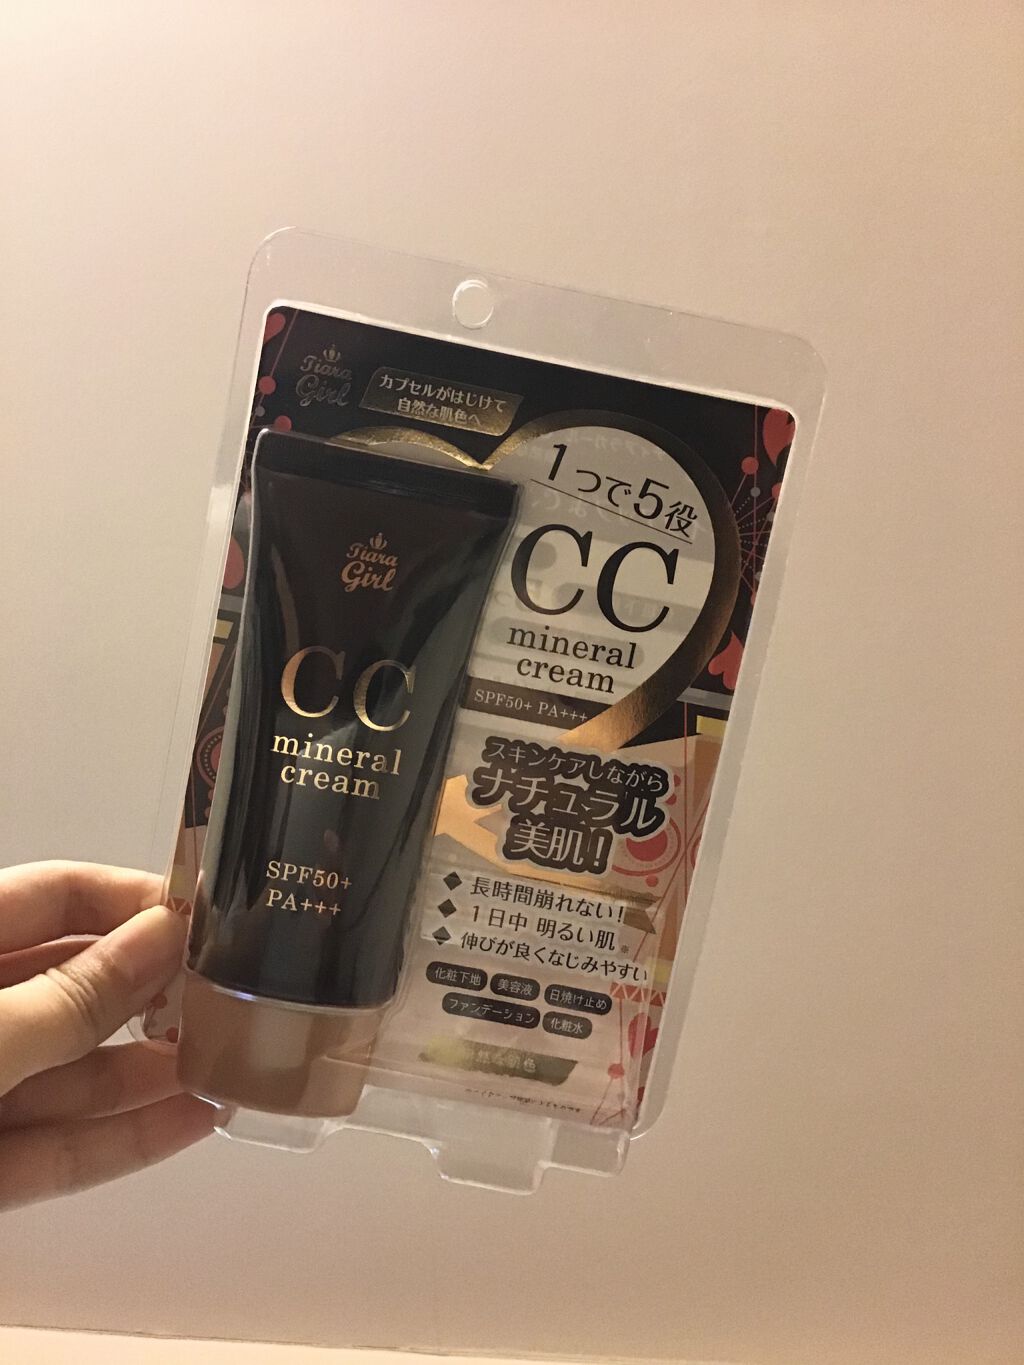 Tiara
Girl
カプセルがはじけて
自然な肌色へ
1つで5役
CC
mineral
cream
SPF50+ PA+++
スキンケアしながら
ナチュラル
美肌!
◆ 長時間崩れない!
◆ 1日中 明るい肌※
◆ 伸びが良くなじみやすい
化粧下地 美容液 日焼け止め
ファンデーション 化粧水
自然な肌色
Tiara
Girl
CC
mineral
cream
SPF50+
PA+++